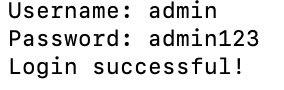 Username: admin
Password: admin123
Login successful!